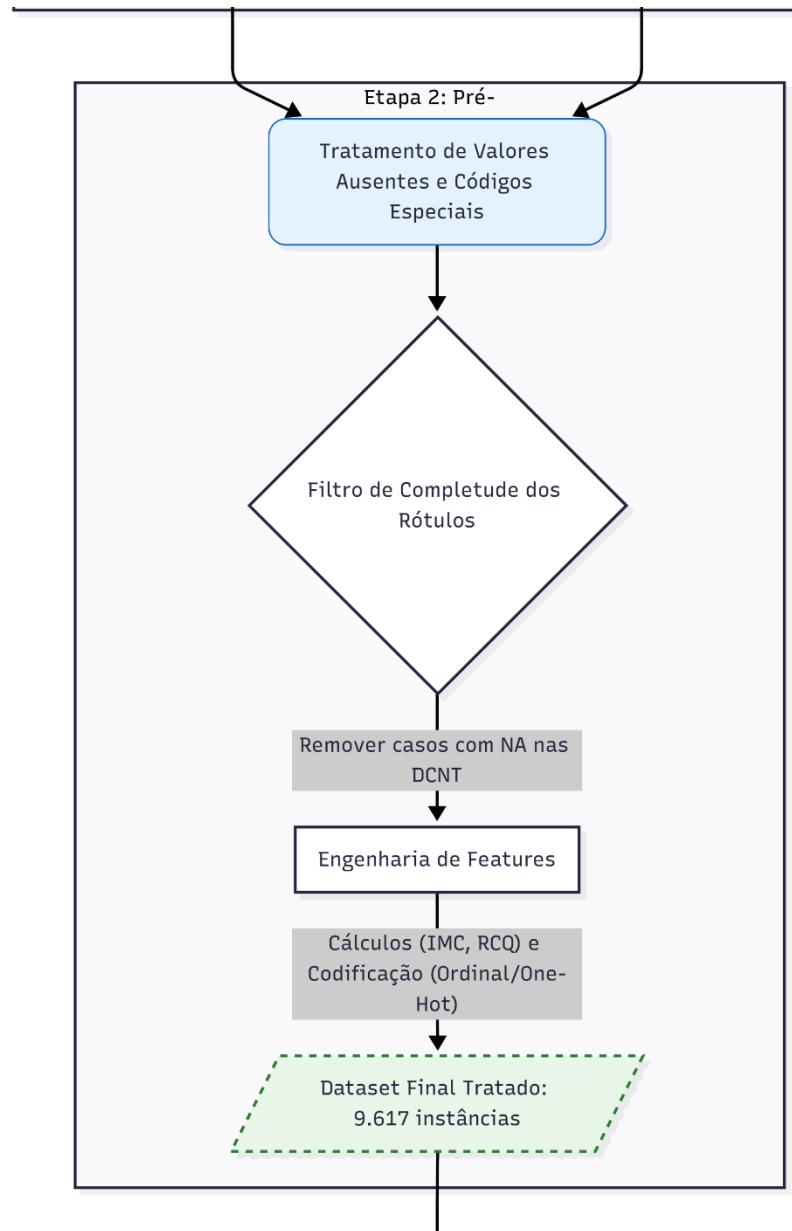 Etapa 2: Pré-
Tratamento de Valores
Ausentes e Códigos
Especiais
Filtro de Completude dos
Rótulos
Remover casos com NA nas
DCNT
Engenharia de Features
Cálculos (IMC, RCQ) e
Codificação (Ordinal/One-
Hot)
Dataset Final Tratado:
9.617 instâncias